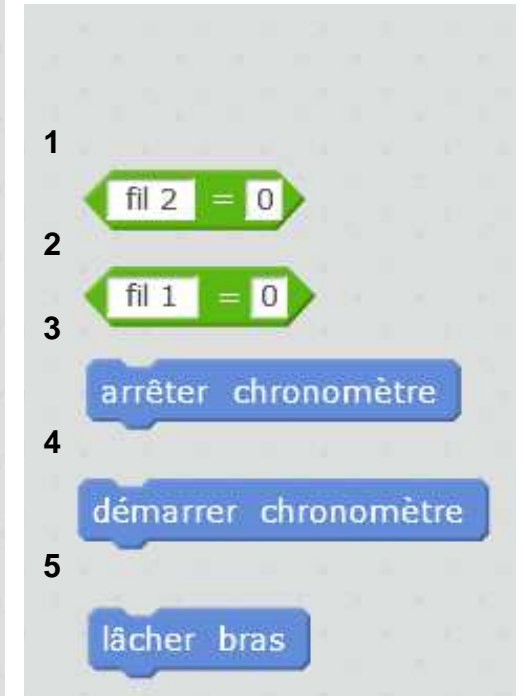 1
fil 2 = 0
2
fil 1 = 0
3
arrêter chronomètre
4
démarrer chronomètre
5
lâcher bras